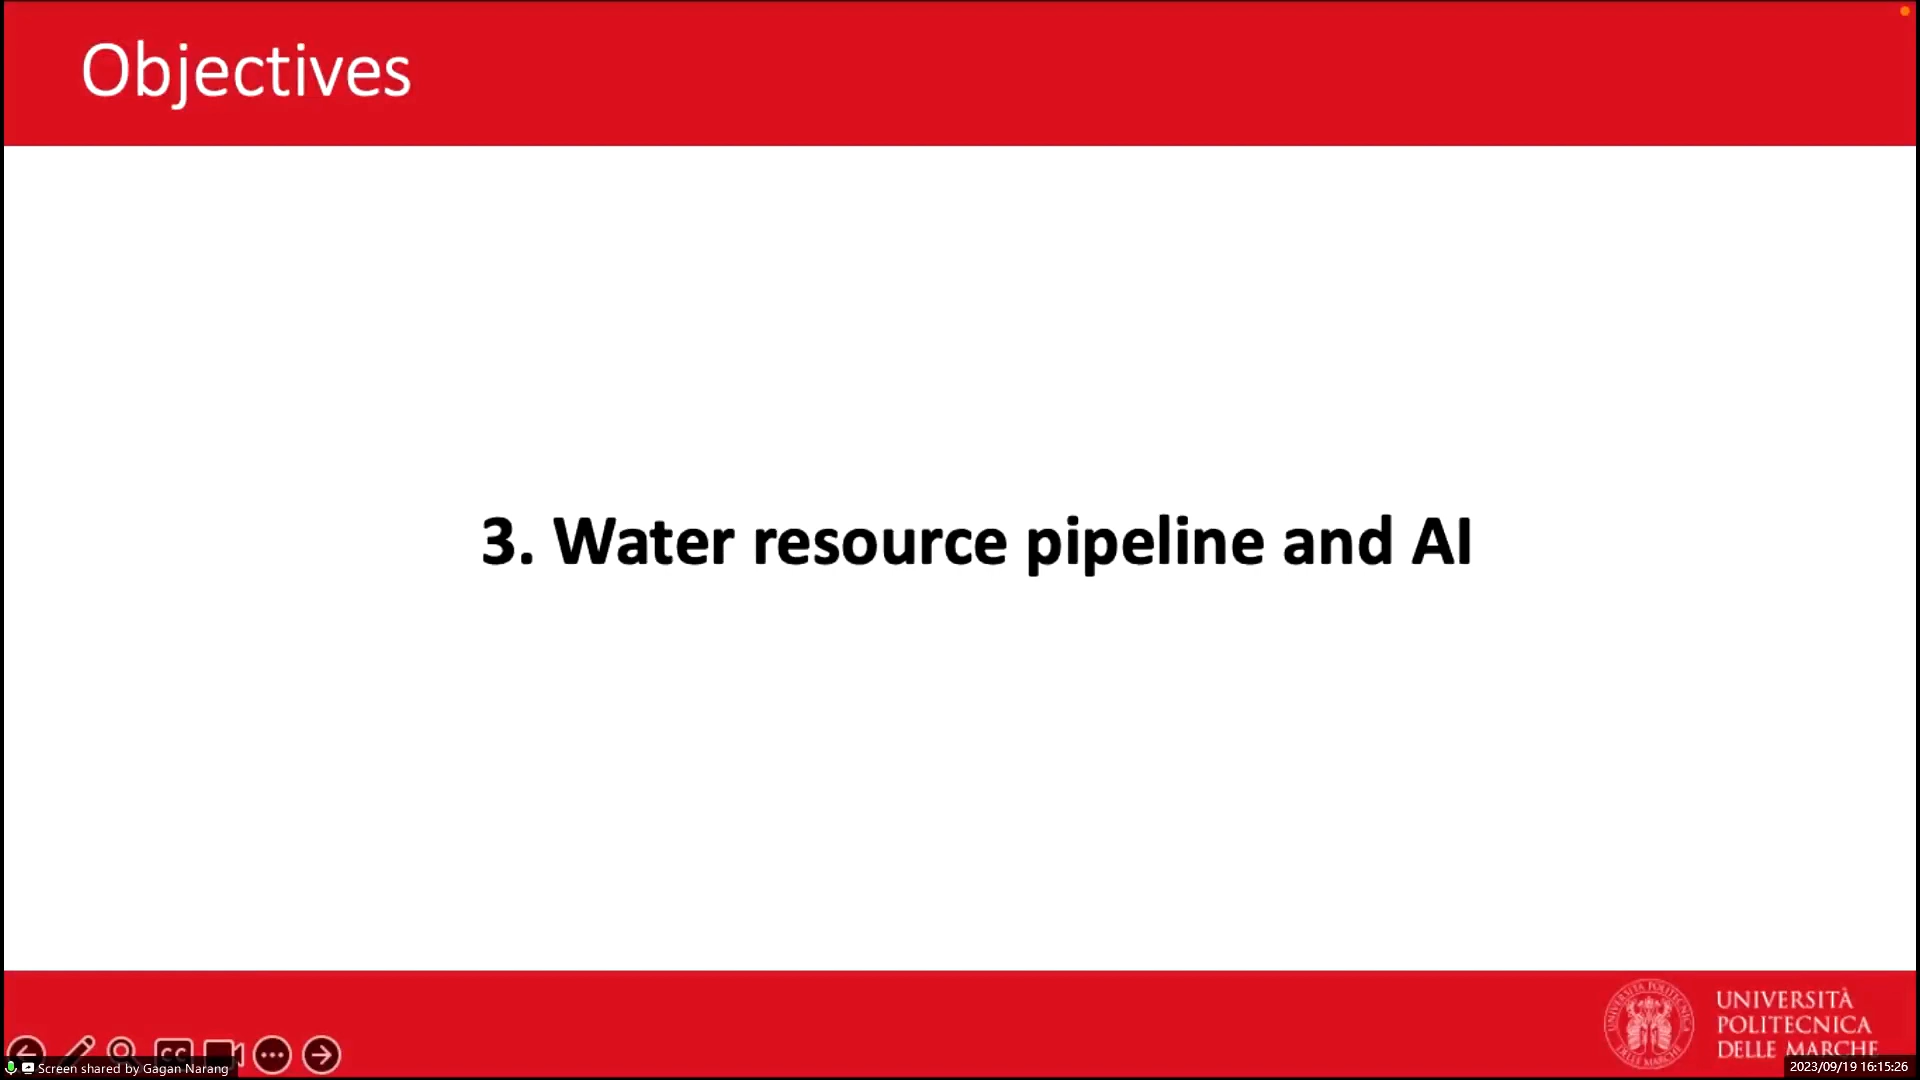 Objectives
3. Water resource pipeline and AI
UNIVERSITÀ
POLITECNICA
DELLE MARCHE
CC
Screen shared by Gagan Narang
2023/09/19 16:15:26